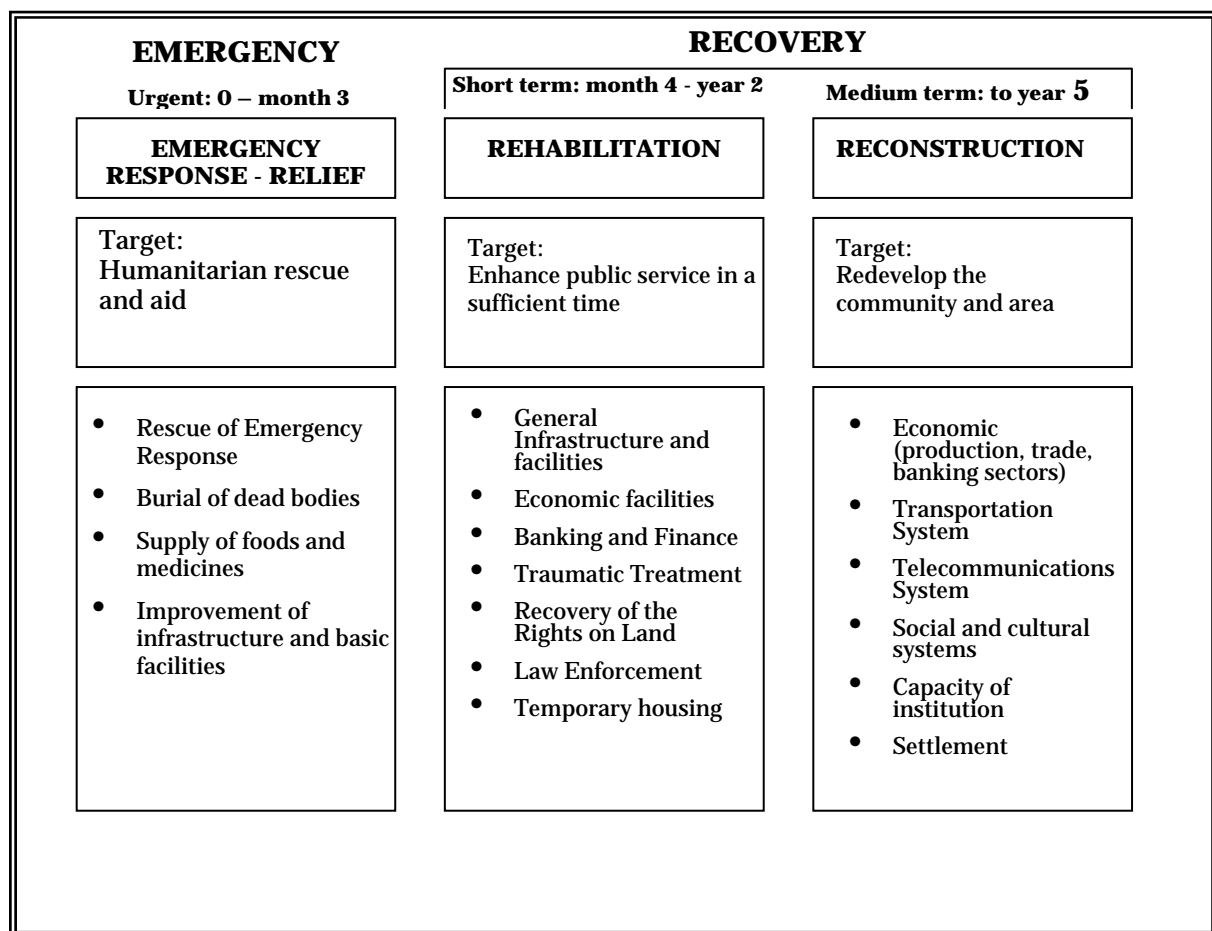 EMERGENCY
Urgent: 0 – month 3
RECOVERY
Short term: month 4 - year 2
Medium term: to year 5
EMERGENCY
RESPONSE - RELIEF
REHABILITATION
RECONSTRUCTION
Target:
Humanitarian rescue
and aid
Target:
Enhance public service in a
sufficient time
Target:
Redevelop the
community and area
• Rescue of Emergency
Response
• Burial of dead bodies
• Supply of foods and
medicines
• Improvement of
infrastructure and basic
facilities
• General
Infrastructure and
facilities
• Economic facilities
• Banking and Finance
• Traumatic Treatment
• Recovery of the
Rights on Land
• Law Enforcement
• Temporary housing
• Economic
(production, trade,
banking sectors)
• Transportation
System
• Telecommunications
System
• Social and cultural
systems
• Capacity of
institution
• Settlement